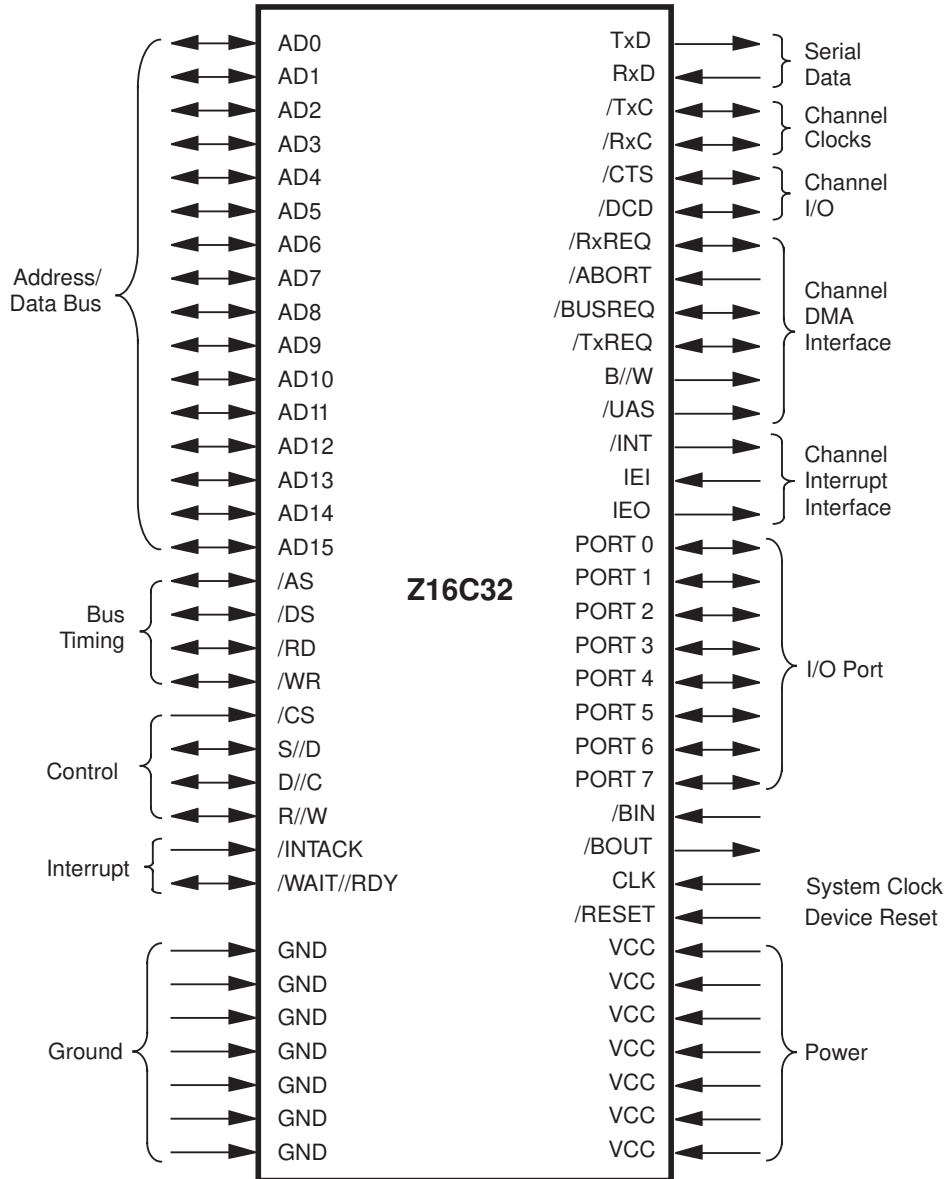 AD0
AD1
AD2
AD3
AD4
AD5
AD6
AD7
AD8
AD9
AD10
AD11
AD12
AD13
AD14
AD15
/AS
/DS
/RD
/WR
/CS
S//D
D//C
R//W
/INTACK
/WAIT//RDY
GND
GND
GND
GND
GND
GND
GND
Address/
Data Bus
Bus
Timing
Control
Interrupt
Ground
Z16C32
TxD
RxD
/TxC
/RxC
/CTS
/DCD
/RxREQ
/ABORT
/BUSREQ
/TxREQ
B//W
/UAS
/INT
IEI
IEO
PORT 0
PORT 1
PORT 2
PORT 3
PORT 4
PORT 5
PORT 6
PORT 7
/BIN
/BOUT
CLK
/RESET
VCC
VCC
VCC
VCC
VCC
VCC
VCC
Serial
Data
Channel
Clocks
Channel
I/O
Channel
DMA
Interface
Channel
Interrupt
Interface
I/O Port
System Clock
Device Reset
Power